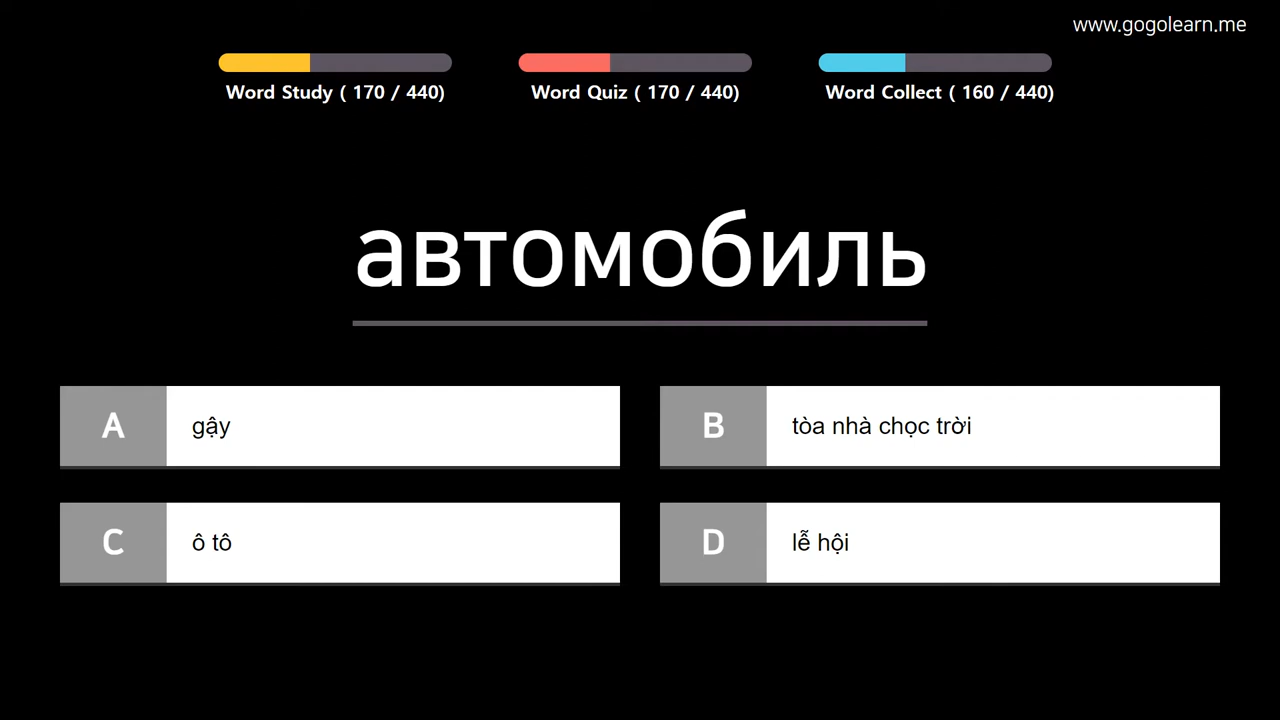 www.gogolearn.me
Word Study ( 170 / 440)
Word Quiz ( 170 / 440)
Word Collect ( 160 / 440)
автомобиль
A gậy
B tòa nhà chọc trời
C ô tô
D lễ hội